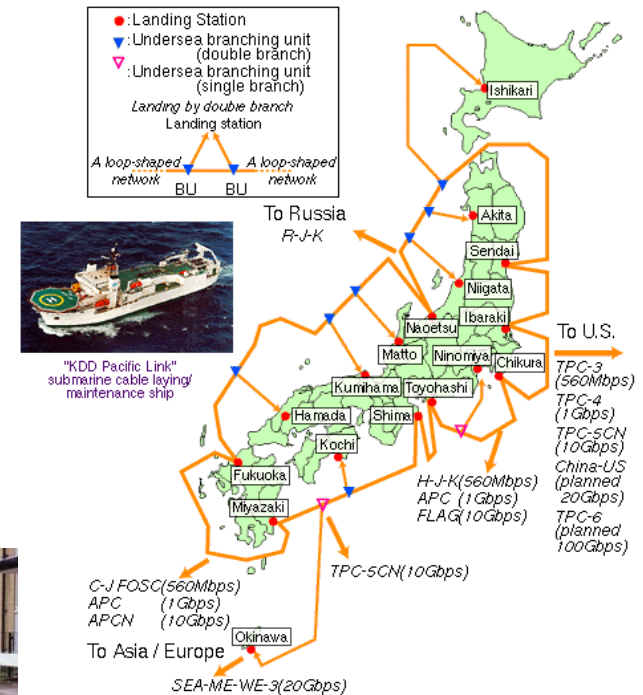 ● : Landing Station
▼ : Undersea branching unit
(double branch)
▽ : Undersea branching unit
(single branch)
Landing by double branch
Landing station
A loop-shaped network
A loop-shaped network
BU
BU
Ishikari
To Russia
R-J-K
Akita
Sendai
Niigata
Naoetsu
Ibaraki
"KDD Pacific Link"
submarine cable laying/
maintenance ship
Matto
Ninomiya
Chikura
To U.S.
TPC-3
(560Mbps)
TPC-4
(1Gbps)
TPC-5CN
(10Gbps)
China-US
(planned
20Gbps)
TPC-6
(planned
100Gbps)
Kumihama
Toyohashi
Hamada
Shima
Kochi
Fukuoka
Miyazaki
H-J-K(560Mbps)
APC (1Gbps)
FLAG(10Gbps)
TPC-5CN(10Gbps)
C-J FOSC(560Mbps)
APC (1Gbps)
APCN (10Gbps)
Okinawa
To Asia / Europe
SEA-ME-WE-3(20Gbps)